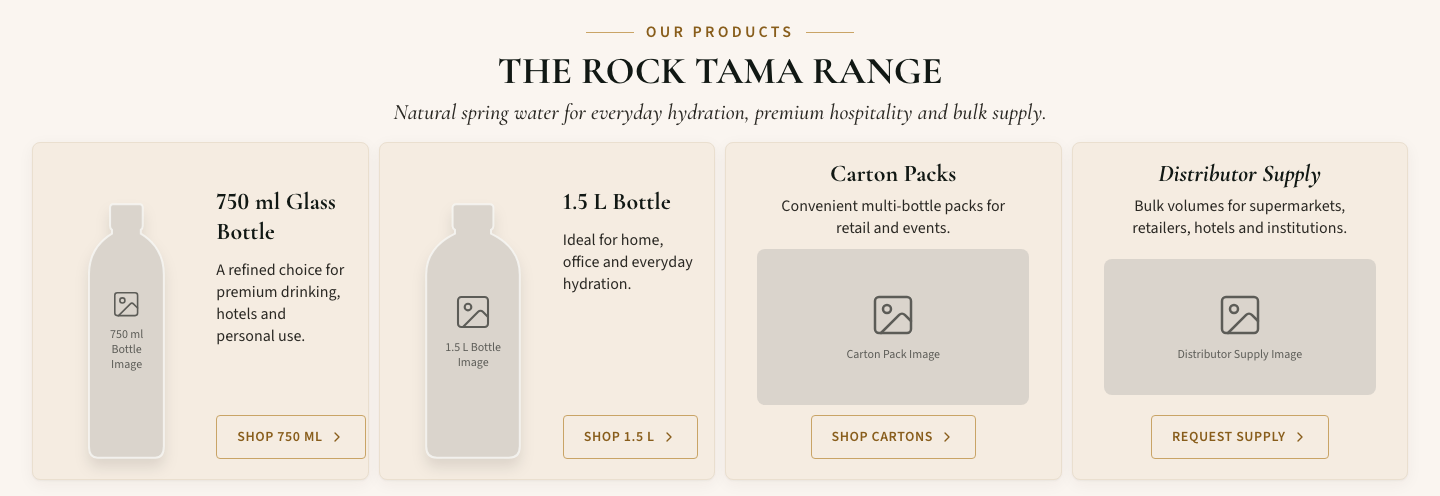 OUR PRODUCTS
THE ROCK TAMA RANGE
Natural spring water for everyday hydration, premium hospitality and bulk supply.
750 ml Glass
Bottle
A refined choice for
premium drinking,
hotels and
personal use.
750 ml
Bottle
Image
SHOP 750 ML
1.5 L Bottle
Ideal for home,
office and everyday
hydration.
1.5 L Bottle
Image
SHOP 1.5 L
Carton Packs
Convenient multi-bottle packs for
retail and events.
Carton Pack Image
SHOP CARTONS
Distributor Supply
Bulk volumes for supermarkets,
retailers, hotels and institutions.
Distributor Supply Image
REQUEST SUPPLY